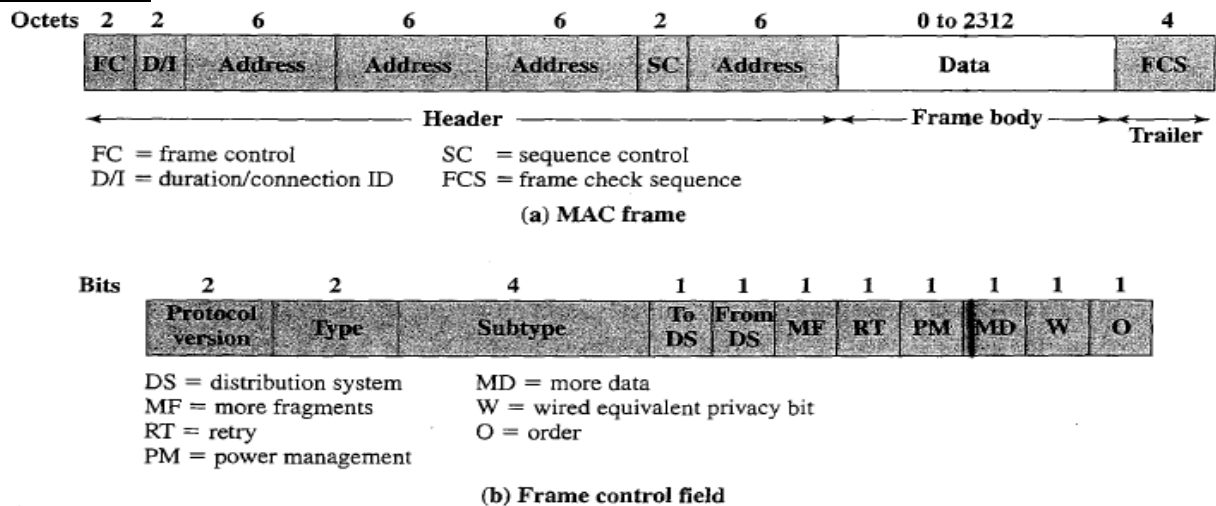 Octets 2 2 6 6 6 2 6 0 to 2312 4
FC D/I Address Address Address SC Address Data FCS
Header Frame body
Trailer
FC = frame control SC = sequence control
D/I = duration/connection ID FCS = frame check sequence
(a) MAC frame
Bits 2 2 4 1 1 1 1 1 1 1 1
Protocol version Type Subtype To DS From DS MF RT PM MD W O
DS = distribution system MD = more data
MF = more fragments W = wired equivalent privacy bit
RT = retry O = order
PM = power management
(b) Frame control field